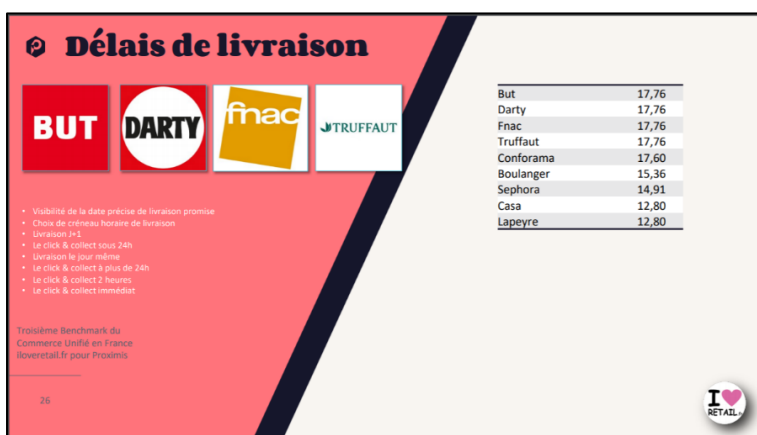 Délais de livraison
BUT
DARTY
fnac
TRUFFAUT
• Visibilité de la date précise de livraison promise
• Choix de créneau horaire de livraison
• Livraison J+1
• Le click & collect sous 24h
• Livraison le jour même
• Le click & collect à plus de 24h
• Le click & collect 2 heures
• Le click & collect immédiat
Troisième Benchmark du
Commerce Unifié en France
iloveretail.fr pour Proximis
26
But 17,76
Darty 17,76
Fnac 17,76
Truffaut 17,76
Conforama 17,60
Boulanger 15,36
Sephora 14,91
Casa 12,80
Lapeyre 12,80
I
RETAIL